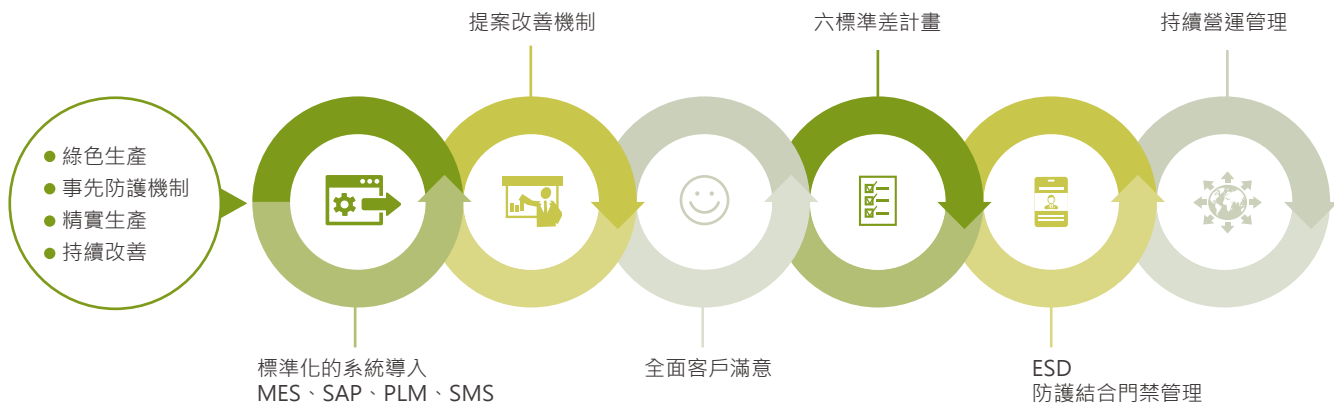 提案改善機制
六標準差計畫
持續營運管理
綠色生產
事先防護機制
精實生產
持續改善
標準化的系統導入
MES、SAP、PLM、SMS
全面客戶滿意
ESD
防護結合門禁管理